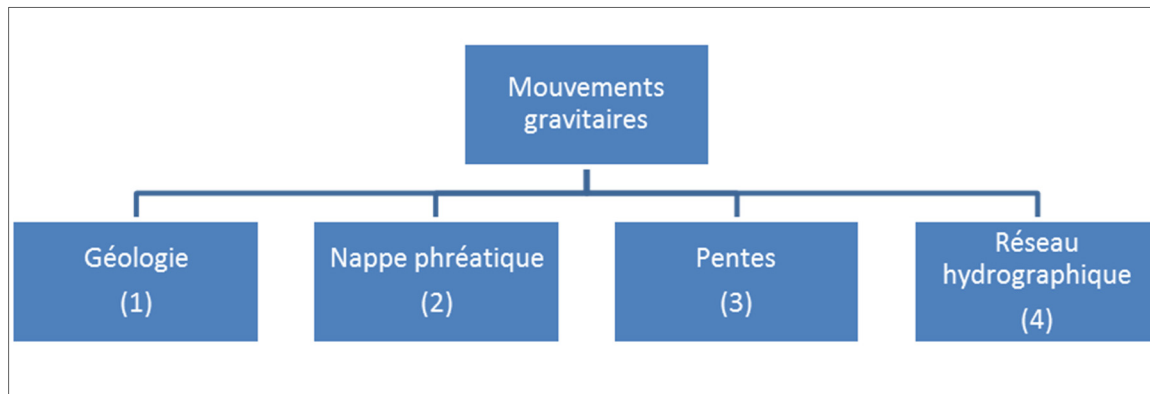 Mouvements
gravitaires
Géologie
(1)
Nappe phréatique
(2)
Pentes
(3)
Réseau
hydrographique
(4)